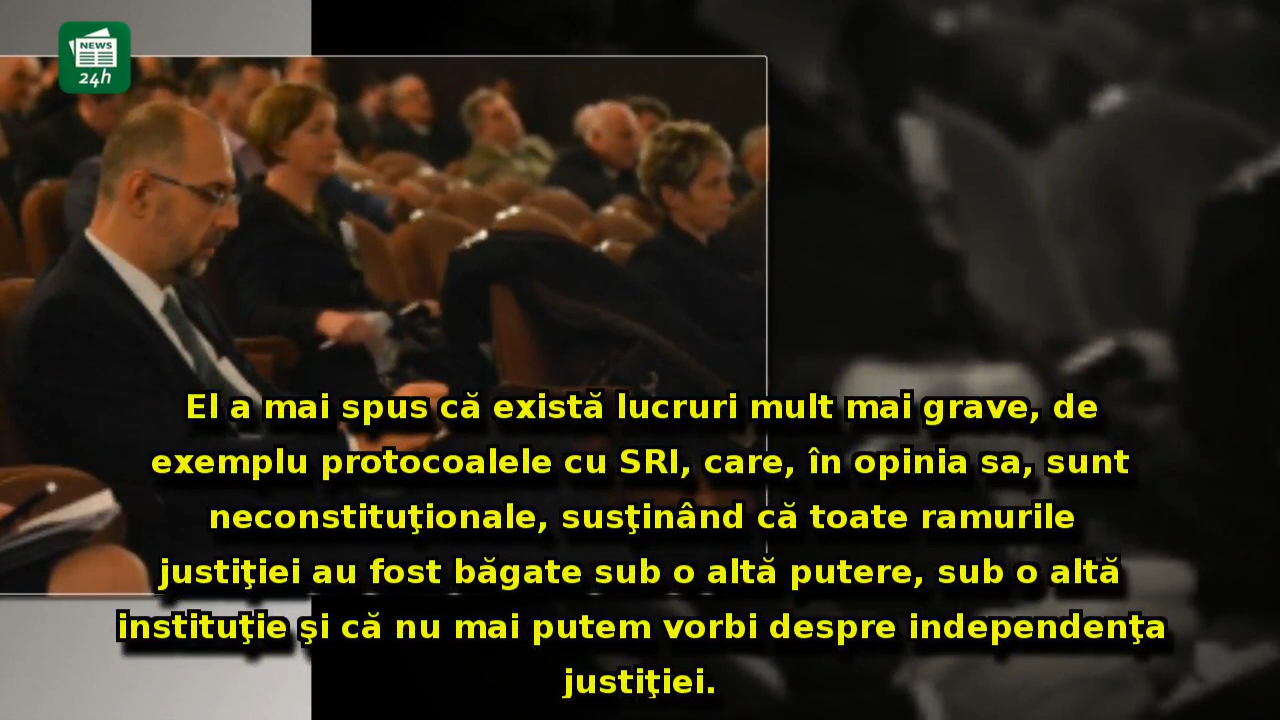 NEWS
24h
El a mai spus că există lucruri mult mai grave, de
exemplu protocoalele cu SRI, care, în opinia sa, sunt
neconstituţionale, susţinând că toate ramurile
justiţiei au fost băgate sub o altă putere, sub o altă
instituţie şi că nu mai putem vorbi despre independenţa
justiţiei.